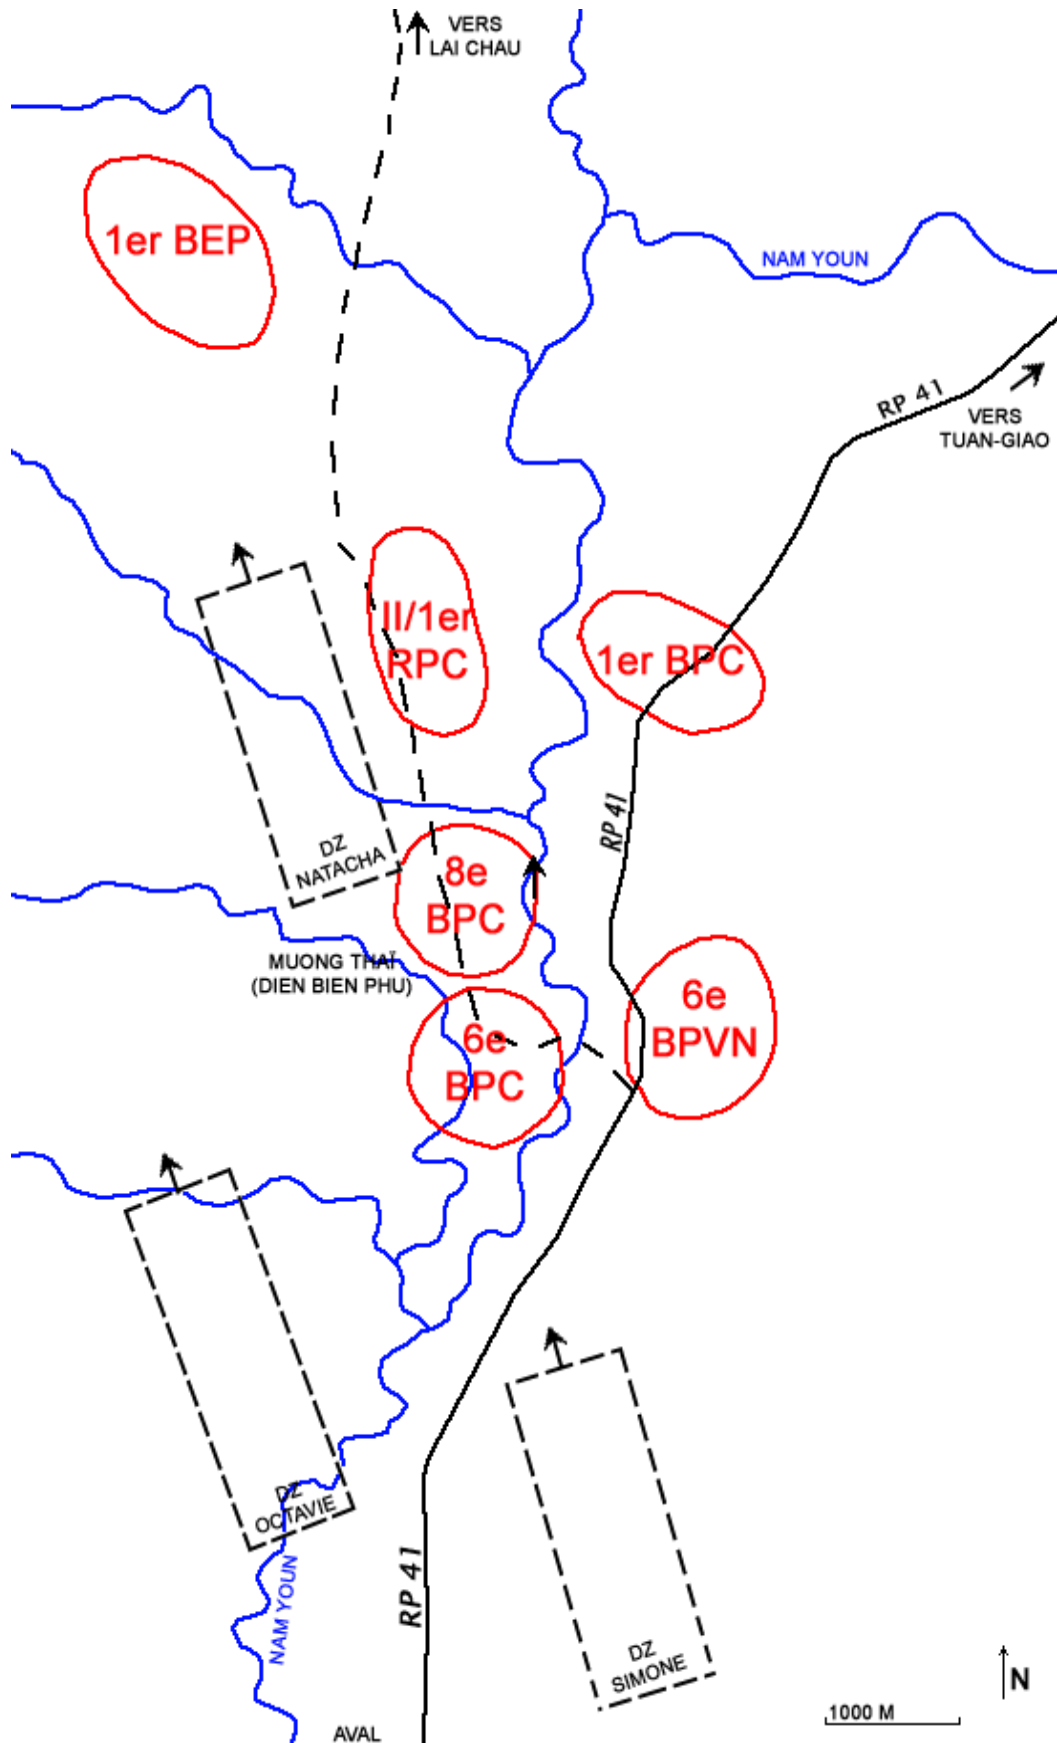 VERS
LAI CHAU
1er BEP
NAM YOUN
RP 41
VERS
TUAN-GIAO
II/1er
RPC
1er BPC
RP 41
DZ
NATACHA
8e
BPC
MUONG THAÏ
(DIEN BIEN PHU)
6e
BPVN
6e
BPC
DZ
OCTAVIE
RP 41
NAM YOUN
DZ
SIMONE
N
1000 M
AVAL